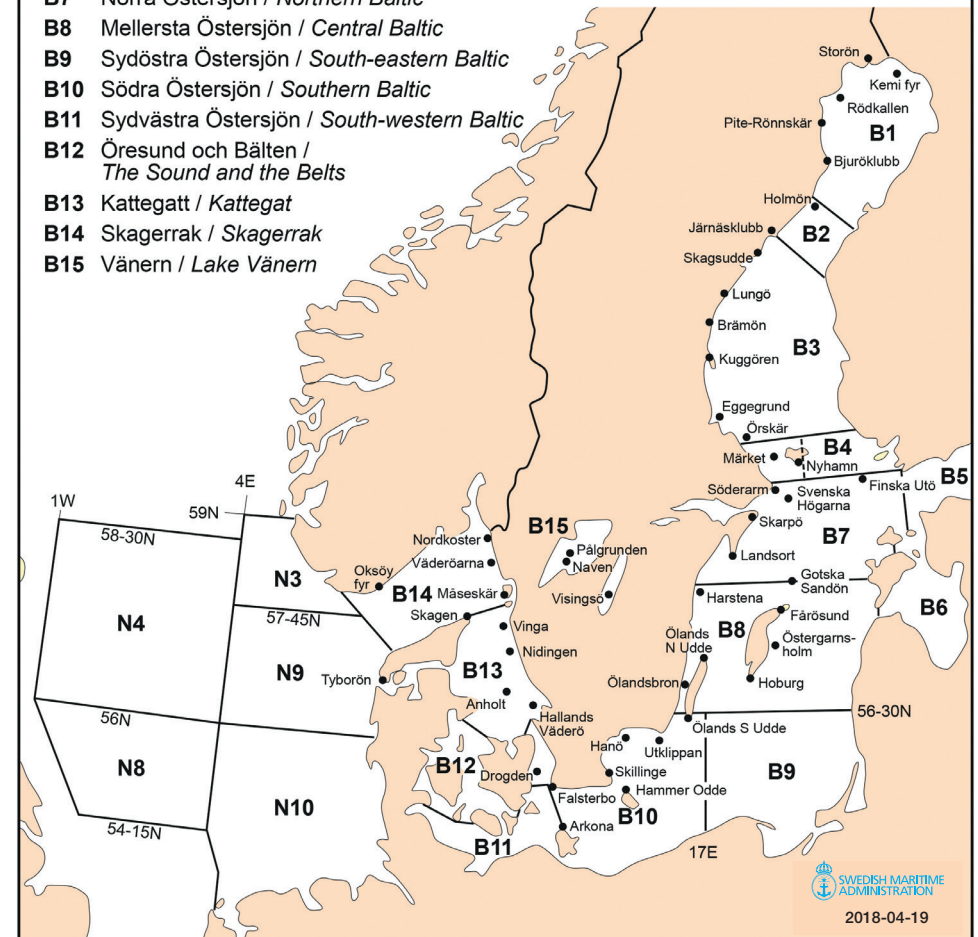 B7 Norra Östersjön / Northern Baltic
B8 Mellersta Östersjön / Central Baltic
B9 Sydöstra Östersjön / South-eastern Baltic
B10 Södra Östersjön / Southern Baltic
B11 Sydvästra Östersjön / South-western Baltic
B12 Öresund och Bälten /
The Sound and the Belts
B13 Kattegatt / Kattegat
B14 Skagerrak / Skagerrak
B15 Vänern / Lake Vänern
Storön
Kemi fyr
Rödkallen
Pite-Rönnskär
B1
Bjuröklubb
Holmön
Järnäsklubb
B2
Skagsudde
Lungö
Brämön
B3
Kuggören
Eggegrund
Örskär
B4
Märket
Nyhamn
B5
Finska Utö
Söderarm
Svenska
Högarna
Skarpö
B7
Landsort
Gotska
Sandön
Harstena
Fårösund
B6
B8
Östergarns-
holm
Ölands
N Udde
Hoburg
Ölandsbron
56-30N
Ölands S Udde
Utklippan
Hanö
B9
Skillinge
Hammer Odde
B10
Falsterbo
Arkona
17E
B11
B12
Drogden
Hallands
Väderö
Anholt
B13
Nidingen
Vinga
Skagen
Måseskär
B14
Väderöarna
Nordkoster
B15
Pålgrunden
Naven
Visingsö
Oksöy
fyr
Tyborön
1W
4E
59N
58-30N
N3
57-45N
N4
N9
56N
N8
N10
54-15N
SWEDISH MARITIME
ADMINISTRATION
2018-04-19